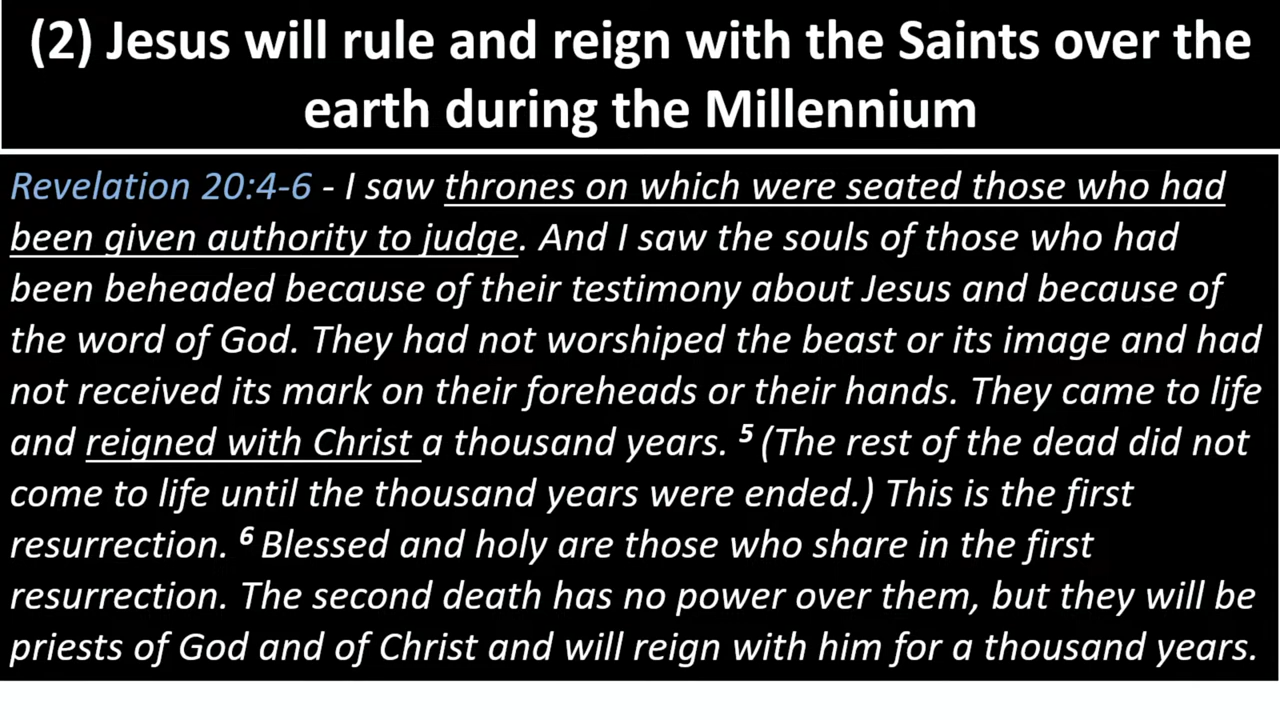 (2) Jesus will rule and reign with the Saints over the
earth during the Millennium
Revelation 20:4-6 - I saw thrones on which were seated those who had
been given authority to judge. And I saw the souls of those who had
been beheaded because of their testimony about Jesus and because of
the word of God. They had not worshiped the beast or its image and had
not received its mark on their foreheads or their hands. They came to life
and reigned with Christ a thousand years. 5 (The rest of the dead did not
come to life until the thousand years were ended.) This is the first
resurrection. 6 Blessed and holy are those who share in the first
resurrection. The second death has no power over them, but they will be
priests of God and of Christ and will reign with him for a thousand years.